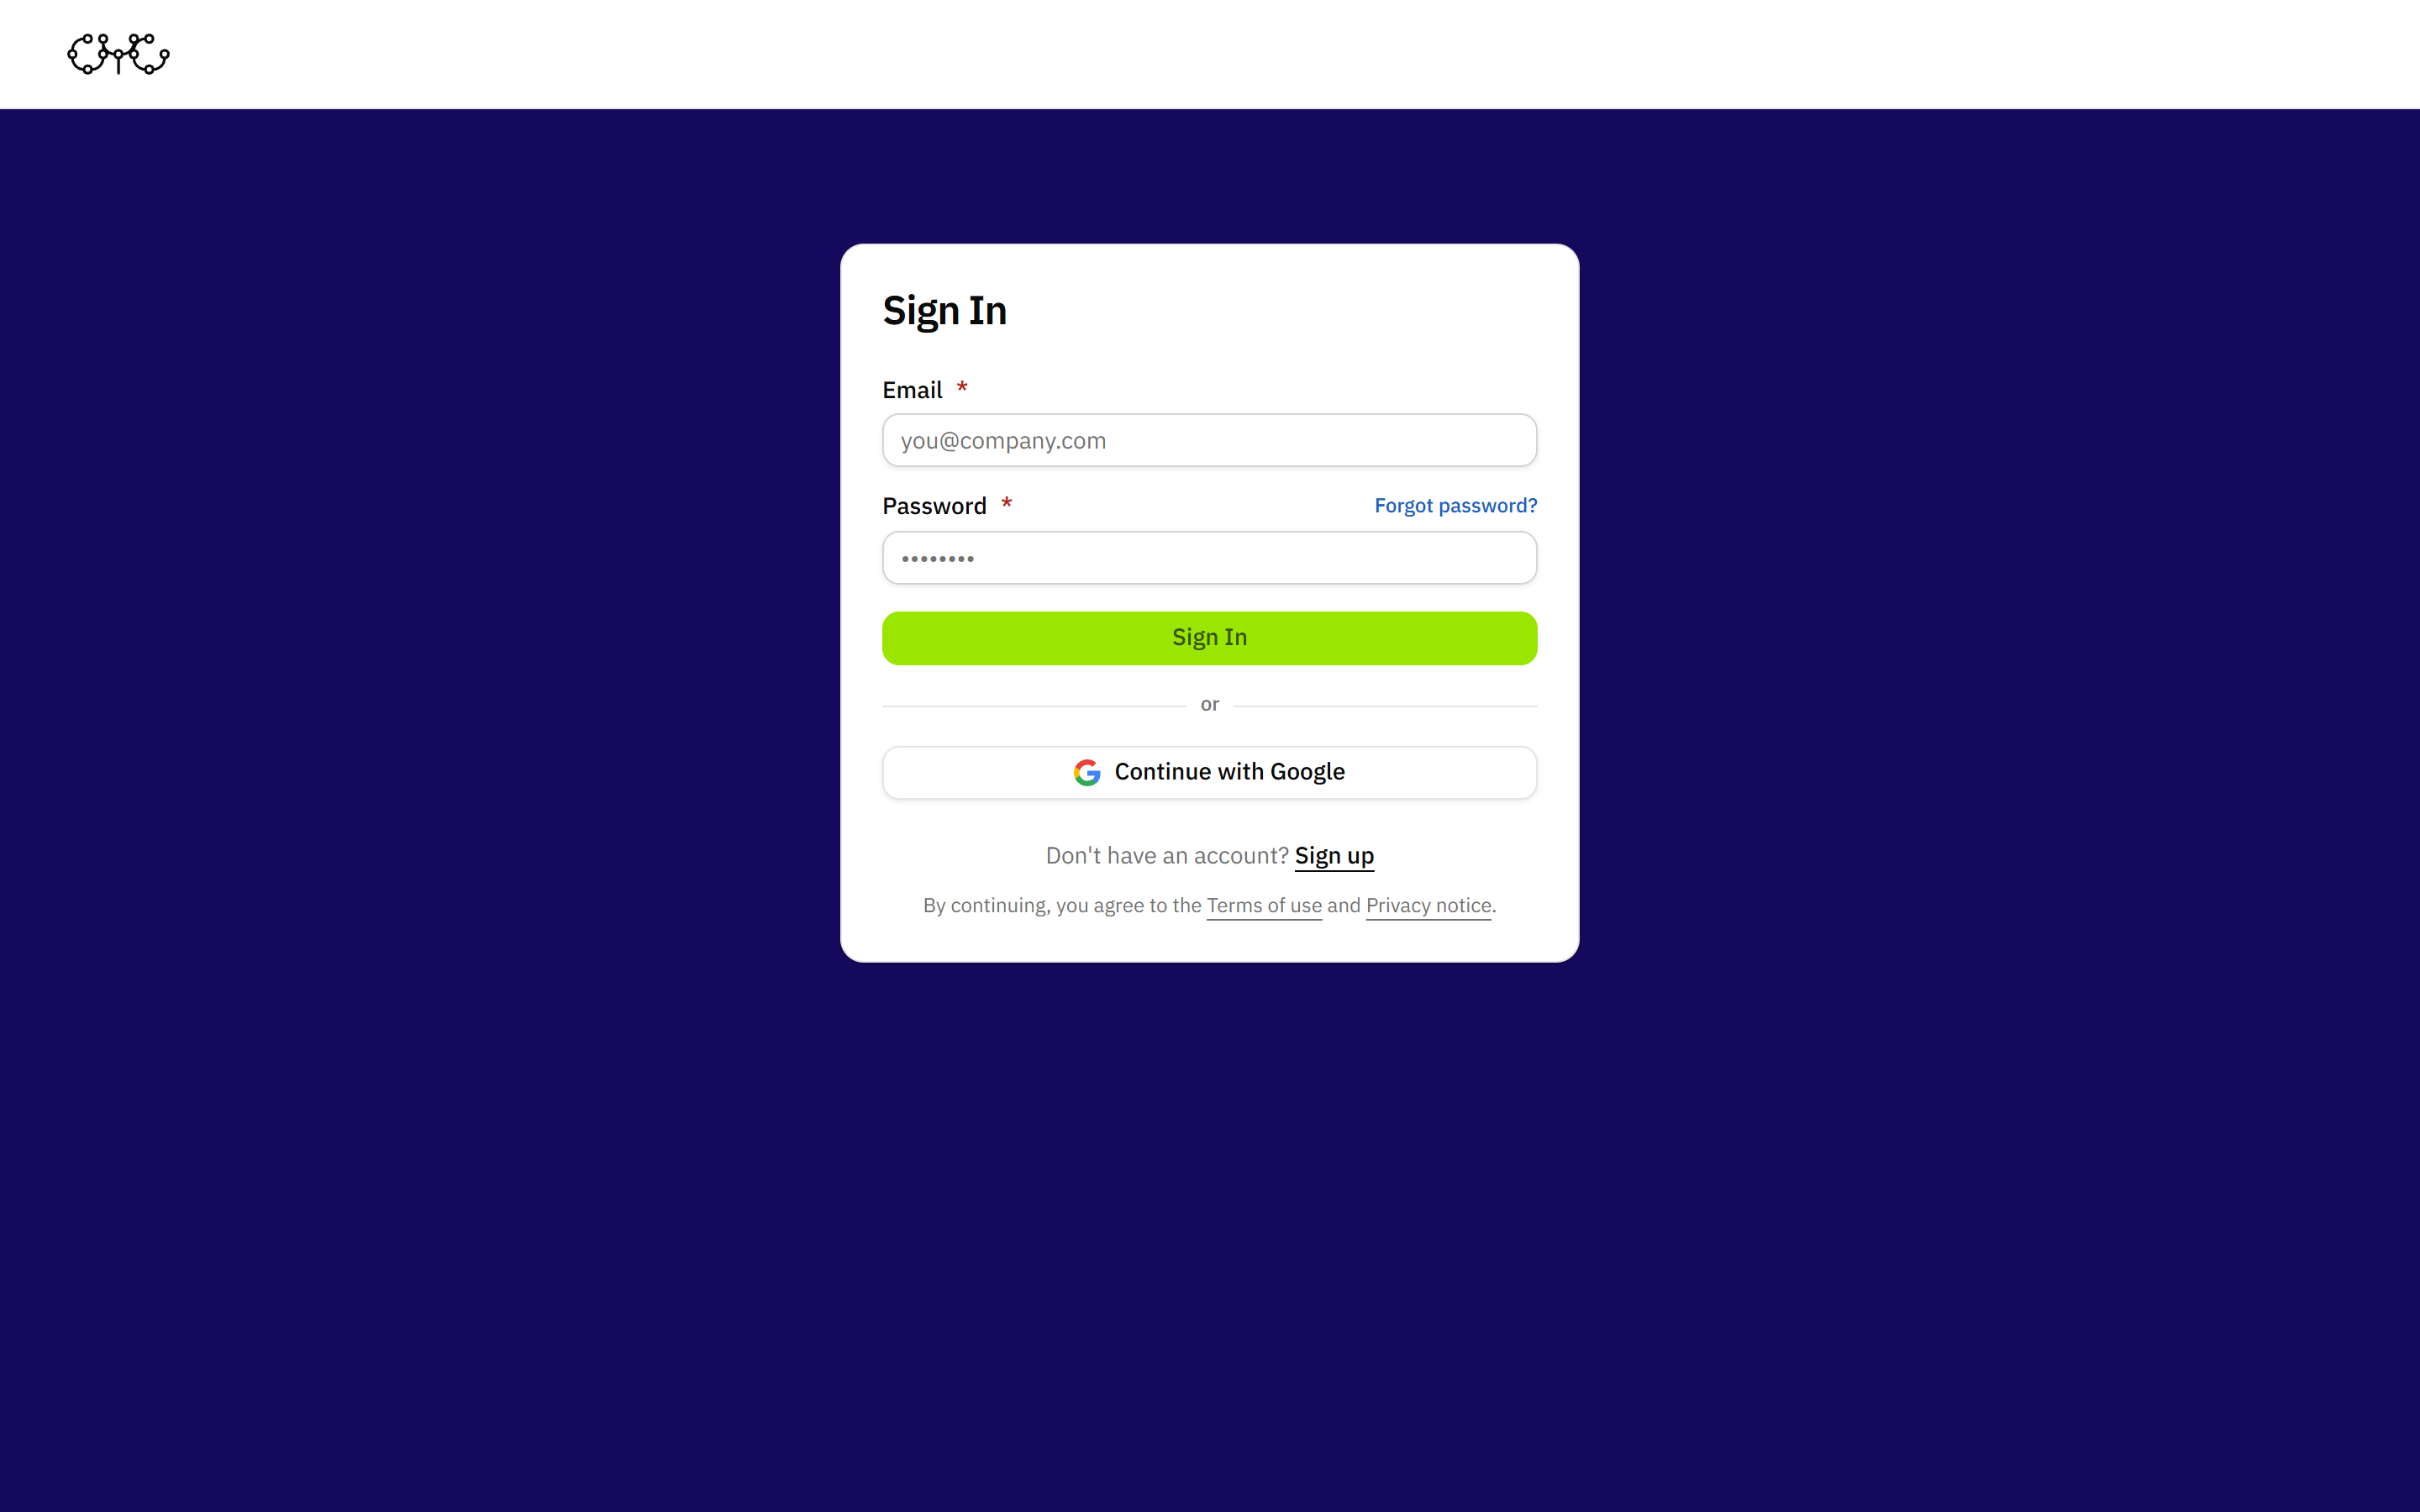 Sign In
Email *
you@company.com
Password * Forgot password?
••••••••
Sign In
or
Continue with Google
Don't have an account? Sign up
By continuing, you agree to the Terms of use and Privacy notice.